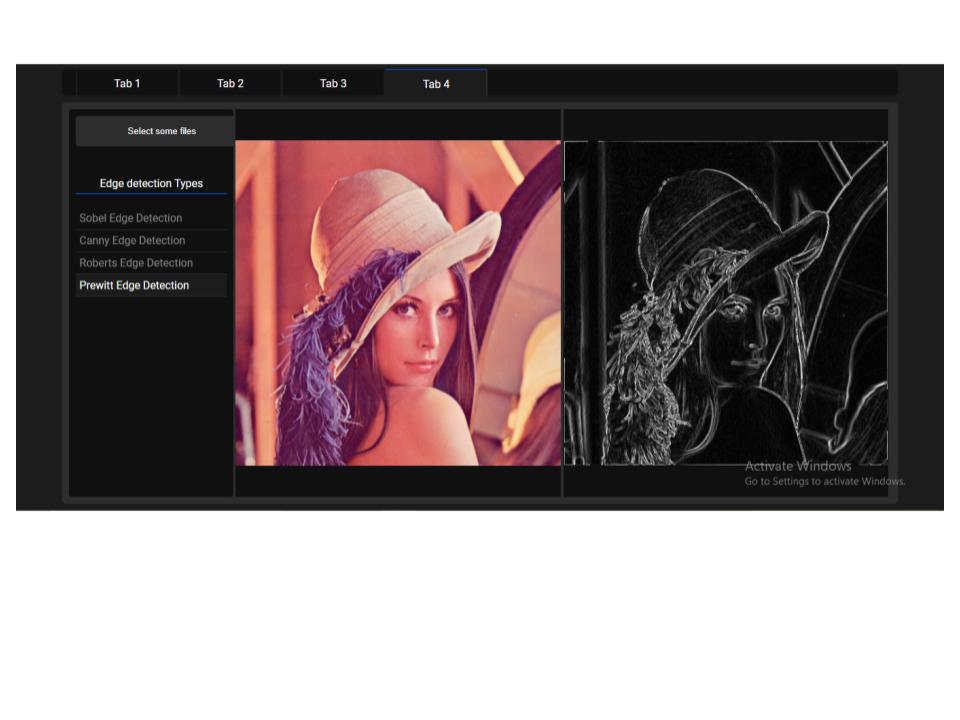 Tab 1
Tab 2
Tab 3
Tab 4
Select some files
Edge detection Types
Sobel Edge Detection
Canny Edge Detection
Roberts Edge Detection
Prewitt Edge Detection
Activate Windows
Go to Settings to activate Windows.